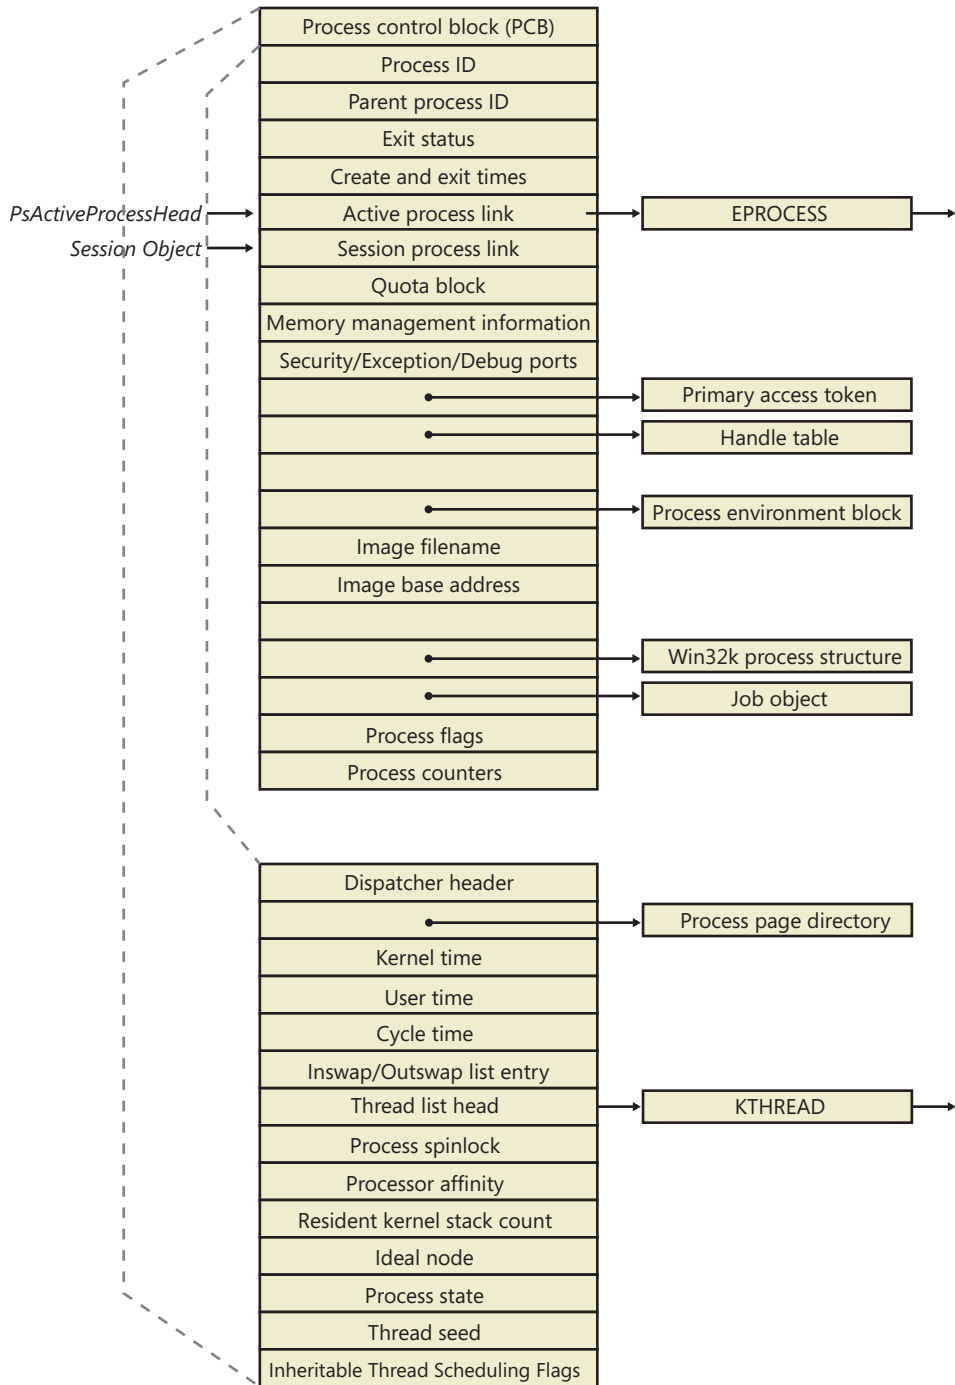 Process control block (PCB)
Process ID
Parent process ID
Exit status
Create and exit times
PsActiveProcessHead
Active process link
EPROCESS
Session Object
Session process link
Quota block
Memory management information
Security/Exception/Debug ports
Primary access token
Handle table
Process environment block
Image filename
Image base address
Win32k process structure
Job object
Process flags
Process counters
Dispatcher header
Process page directory
Kernel time
User time
Cycle time
Inswap/Outswap list entry
Thread list head
KTHREAD
Process spinlock
Processor affinity
Resident kernel stack count
Ideal node
Process state
Thread seed
Inheritable Thread Scheduling Flags